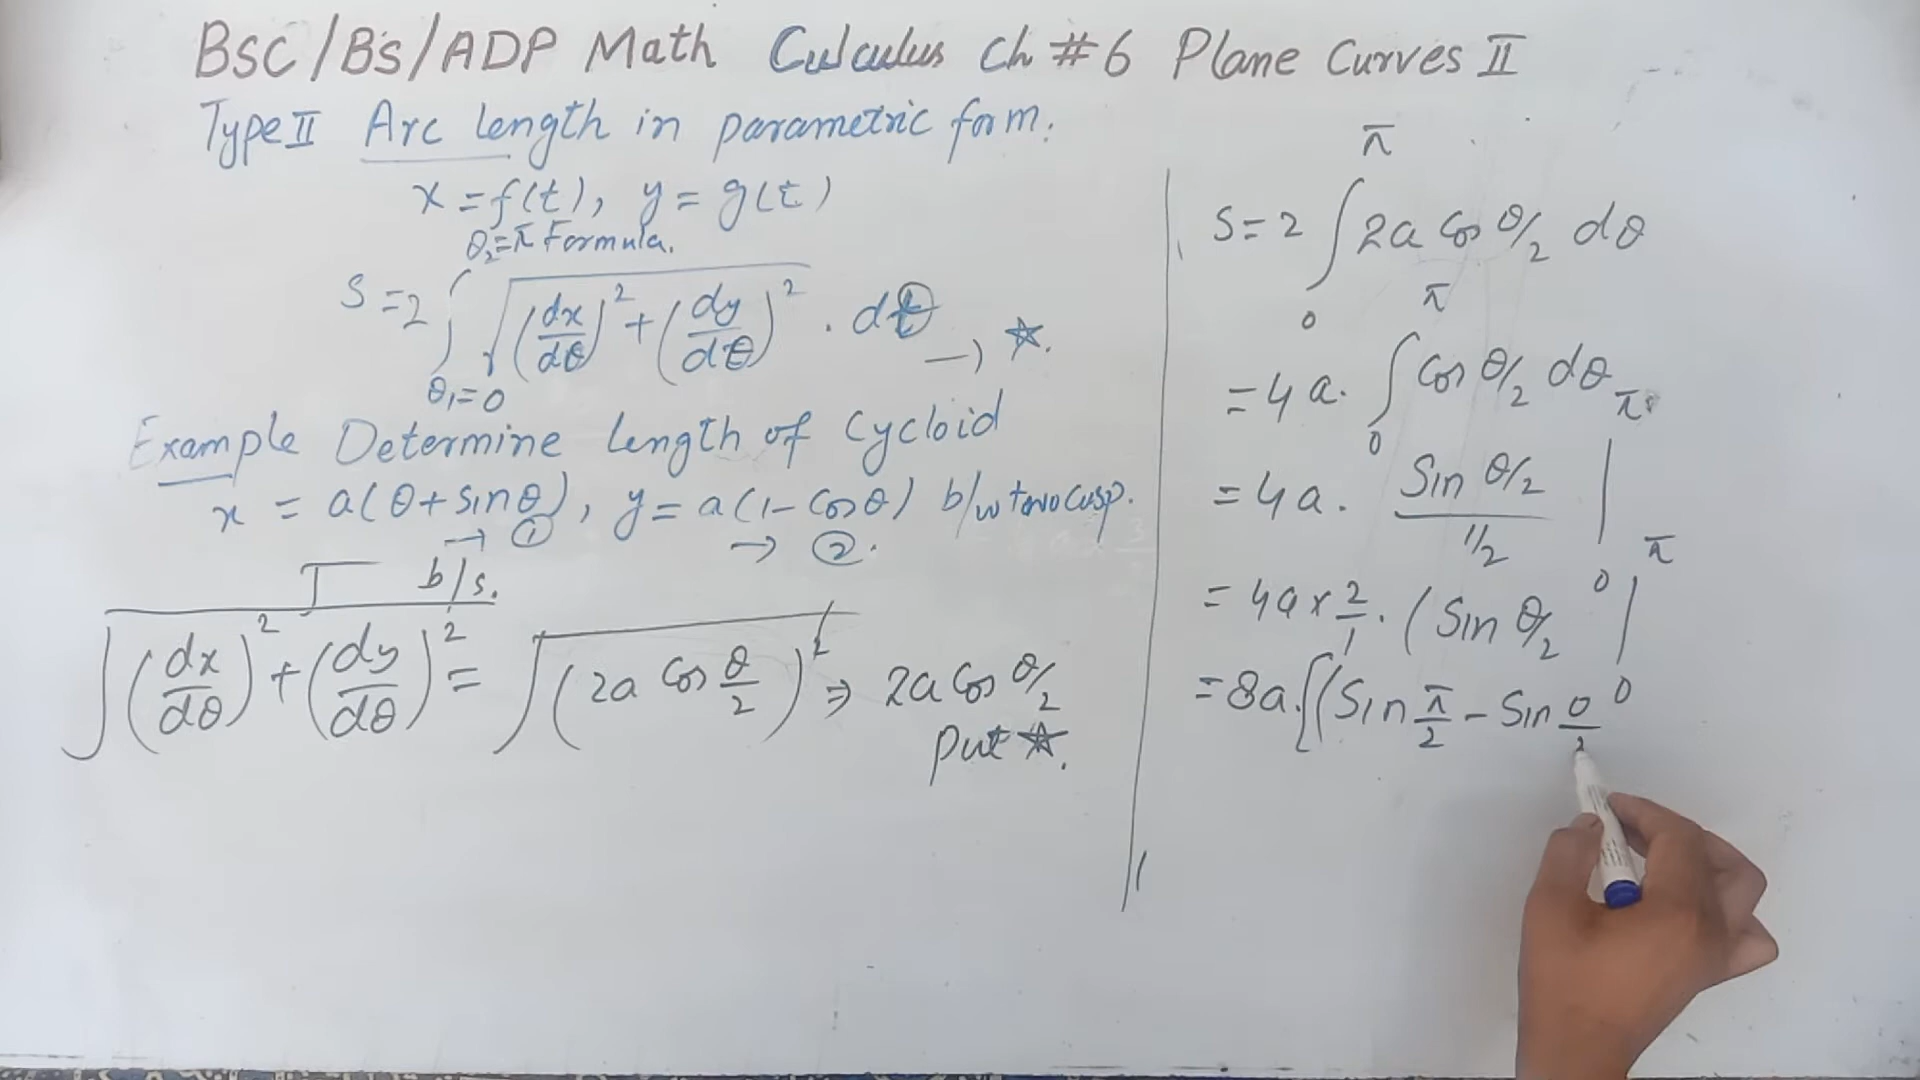 BSC/BS/ADP Math Culculus Ch #6 Plane Curves II
Type II Arc length in parametric form.
x = f(t), y = g(t)
θ₂=π Formula.
S = 2 ∫ √((dx/dθ)² + (dy/dθ)²) . dθ → ☆.
θ₁=0
Example Determine length of Cycloid
x = a(θ+sinθ), y = a(1-Cosθ) b/w two Cusp.
→ ① → ②.
√ b/s.
√((dx/dθ)² + (dy/dθ)²) = √(2a Cos θ/2)² ⇒ 2a Cos θ/2
Put ☆.
S = 2 ∫₀^π 2a Cos θ/2 dθ
= 4a. ∫₀^π Cos θ/2 dθ
= 4a. Sin θ/2 / 1/2 |₀^π
= 4a × 2/1 . (Sin θ/2 |₀^π
= 8a.[(Sin π/2 - Sin 0/2